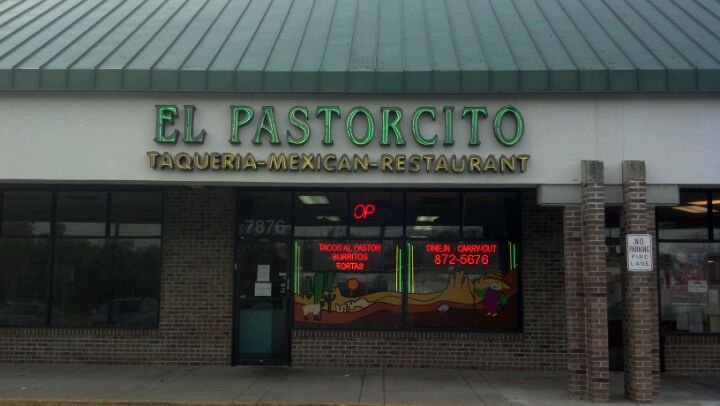 EL PASTORCITO
TAQUERIA-MEXICAN-RESTAURANT
7876
OP
TACOS AL PASTOR
BURRITOS
TORTAS
DINE.IN CARRY-OUT
872-5676
NO
PARKING
FIRE
LANE